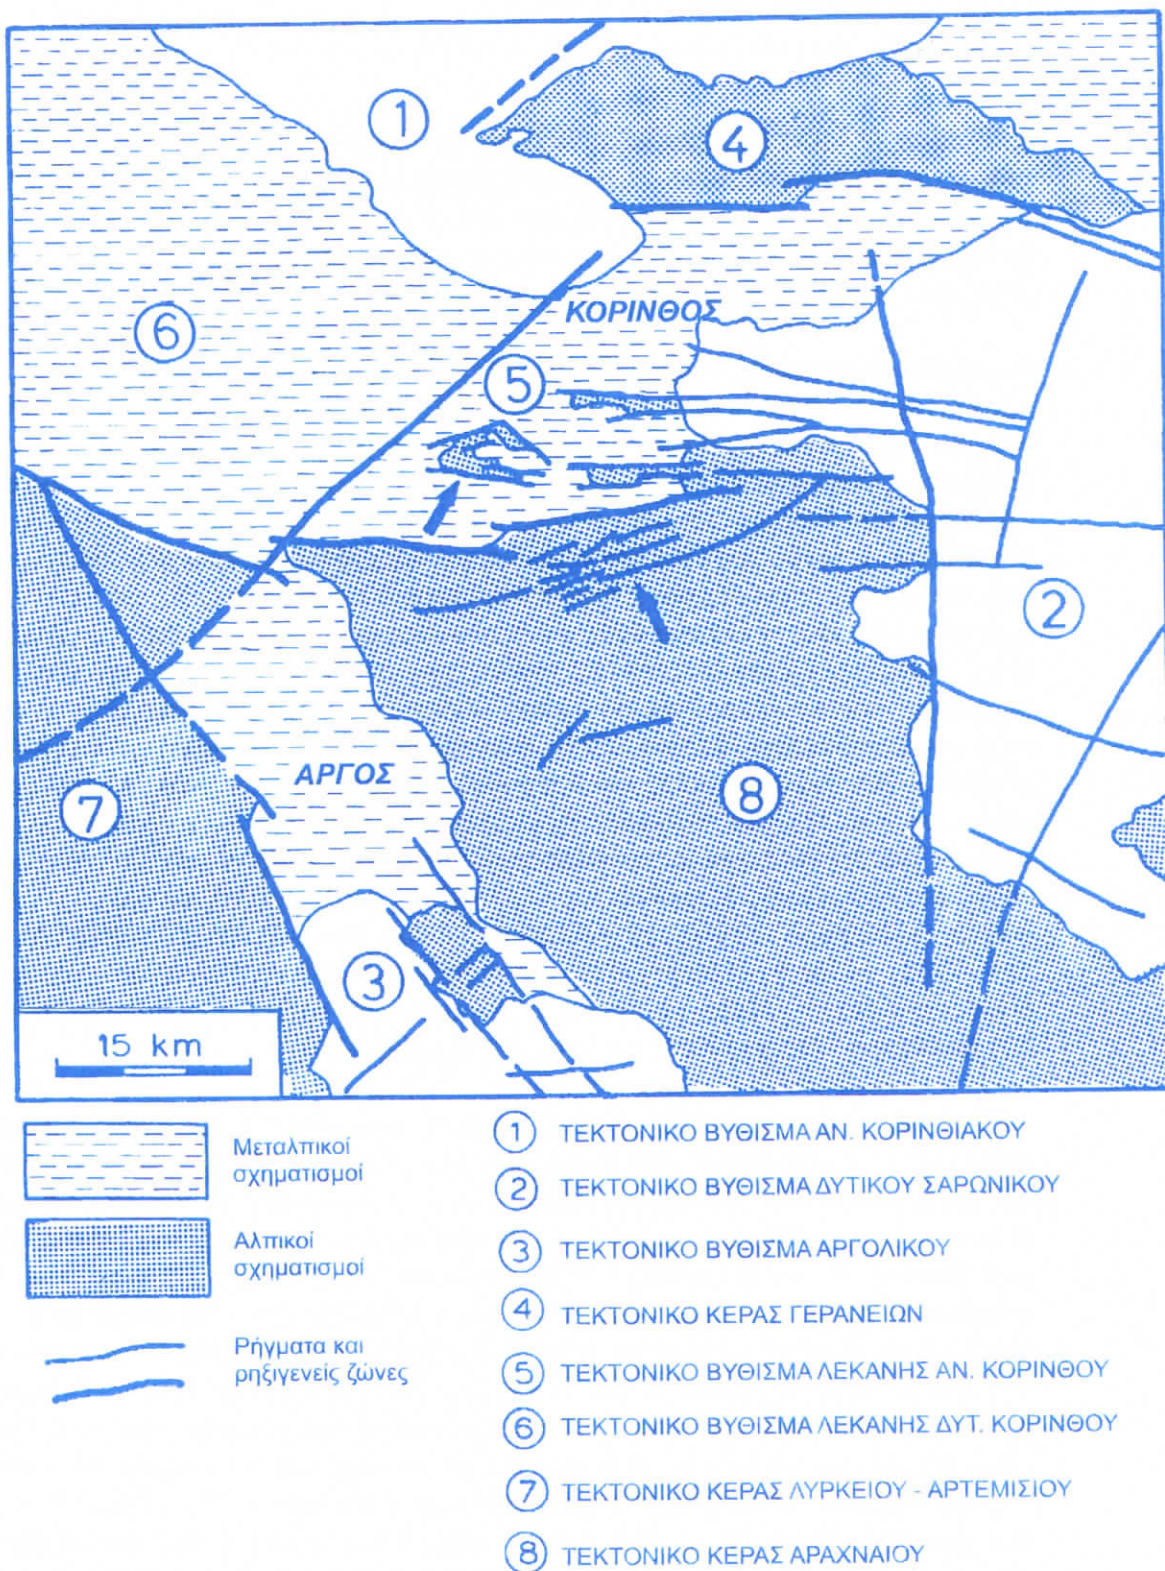 1
4
6
ΚΟΡΙΝΘΟΣ
5
2
ΑΡΓΟΣ
8
7
3
15 km
Μεταλπικοί
σχηματισμοί
Αλπικοί
σχηματισμοί
Ρήγματα και
ρηξιγενείς ζώνες
1 ΤΕΚΤΟΝΙΚΟ ΒΥΘΙΣΜΑ ΑΝ. ΚΟΡΙΝΘΙΑΚΟΥ
2 ΤΕΚΤΟΝΙΚΟ ΒΥΘΙΣΜΑ ΔΥΤΙΚΟΥ ΣΑΡΩΝΙΚΟΥ
3 ΤΕΚΤΟΝΙΚΟ ΒΥΘΙΣΜΑ ΑΡΓΟΛΙΚΟΥ
4 ΤΕΚΤΟΝΙΚΟ ΚΕΡΑΣ ΓΕΡΑΝΕΙΩΝ
5 ΤΕΚΤΟΝΙΚΟ ΒΥΘΙΣΜΑ ΛΕΚΑΝΗΣ ΑΝ. ΚΟΡΙΝΘΟΥ
6 ΤΕΚΤΟΝΙΚΟ ΒΥΘΙΣΜΑ ΛΕΚΑΝΗΣ ΔΥΤ. ΚΟΡΙΝΘΟΥ
7 ΤΕΚΤΟΝΙΚΟ ΚΕΡΑΣ ΛΥΡΚΕΙΟΥ - ΑΡΤΕΜΙΣΙΟΥ
8 ΤΕΚΤΟΝΙΚΟ ΚΕΡΑΣ ΑΡΑΧΝΑΙΟΥ